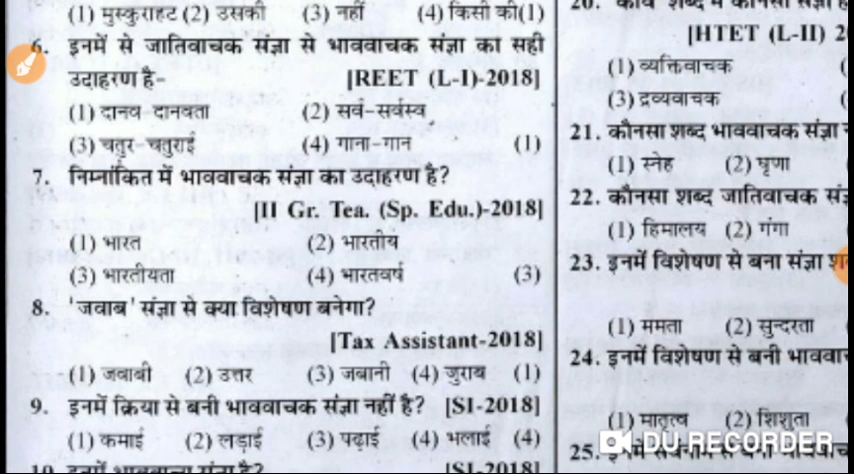 (1) मुस्कुराहट (2) उसकी (3) नहीं (4) किसी की(1)
6. इनमें से जातिवाचक संज्ञा से भाववाचक संज्ञा का सही
उदाहरण है- [REET (L-I)-2018]
(1) दानव-दानवता (2) सर्व-सर्वस्व
(3) चतुर-चतुराई (4) गाना-गान (1)
7. निम्नांकित में भाववाचक संज्ञा का उदाहरण है?
[II Gr. Tea. (Sp. Edu.)-2018]
(1) भारत (2) भारतीय
(3) भारतीयता (4) भारतवर्ष (3)
8. 'जवाब' संज्ञा से क्या विशेषण बनेगा?
[Tax Assistant-2018]
(1) जवाबी (2) उत्तर (3) जबानी (4) जुराब (1)
9. इनमें क्रिया से बनी भाववाचक संज्ञा नहीं है? [SI-2018]
(1) कमाई (2) लड़ाई (3) पढ़ाई (4) भलाई (4)
[SI-2018]
20.
[HTET (L-II) 2
(1) व्यक्तिवाचक (
(3) द्रव्यवाचक (
21. कौनसा शब्द भाववाचक संज्ञा
(1) स्नेह (2) घृणा
22. कौनसा शब्द जातिवाचक
(1) हिमालय (2) गंगा
23. इनमें विशेषण से बना संज्ञा
(1) ममता (2) सुन्दरता
24. इनमें विशेषण से बनी
(1) मातृत्व (2) शिशुता
25.
DU RECORDER